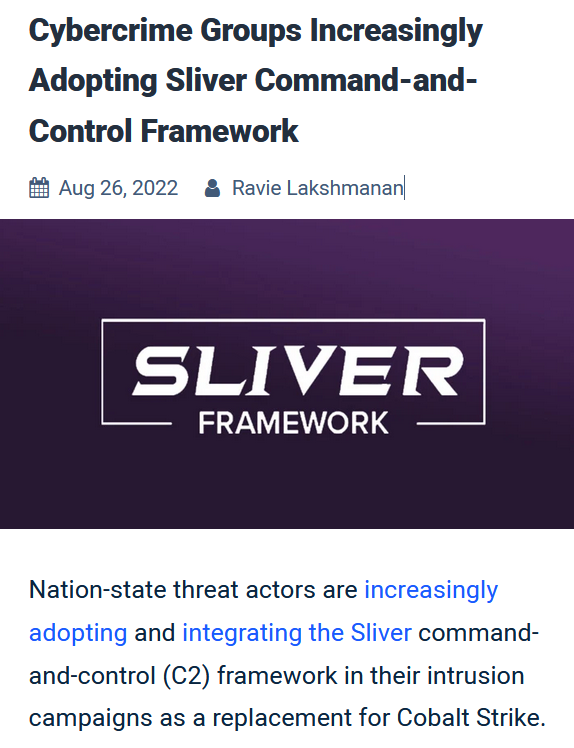 Cybercrime Groups Increasingly
Adopting Sliver Command-and-
Control Framework
Aug 26, 2022 Ravie Lakshmanan
SLIVER
FRAMEWORK
Nation-state threat actors are increasingly
adopting and integrating the Sliver command-
and-control (C2) framework in their intrusion
campaigns as a replacement for Cobalt Strike.